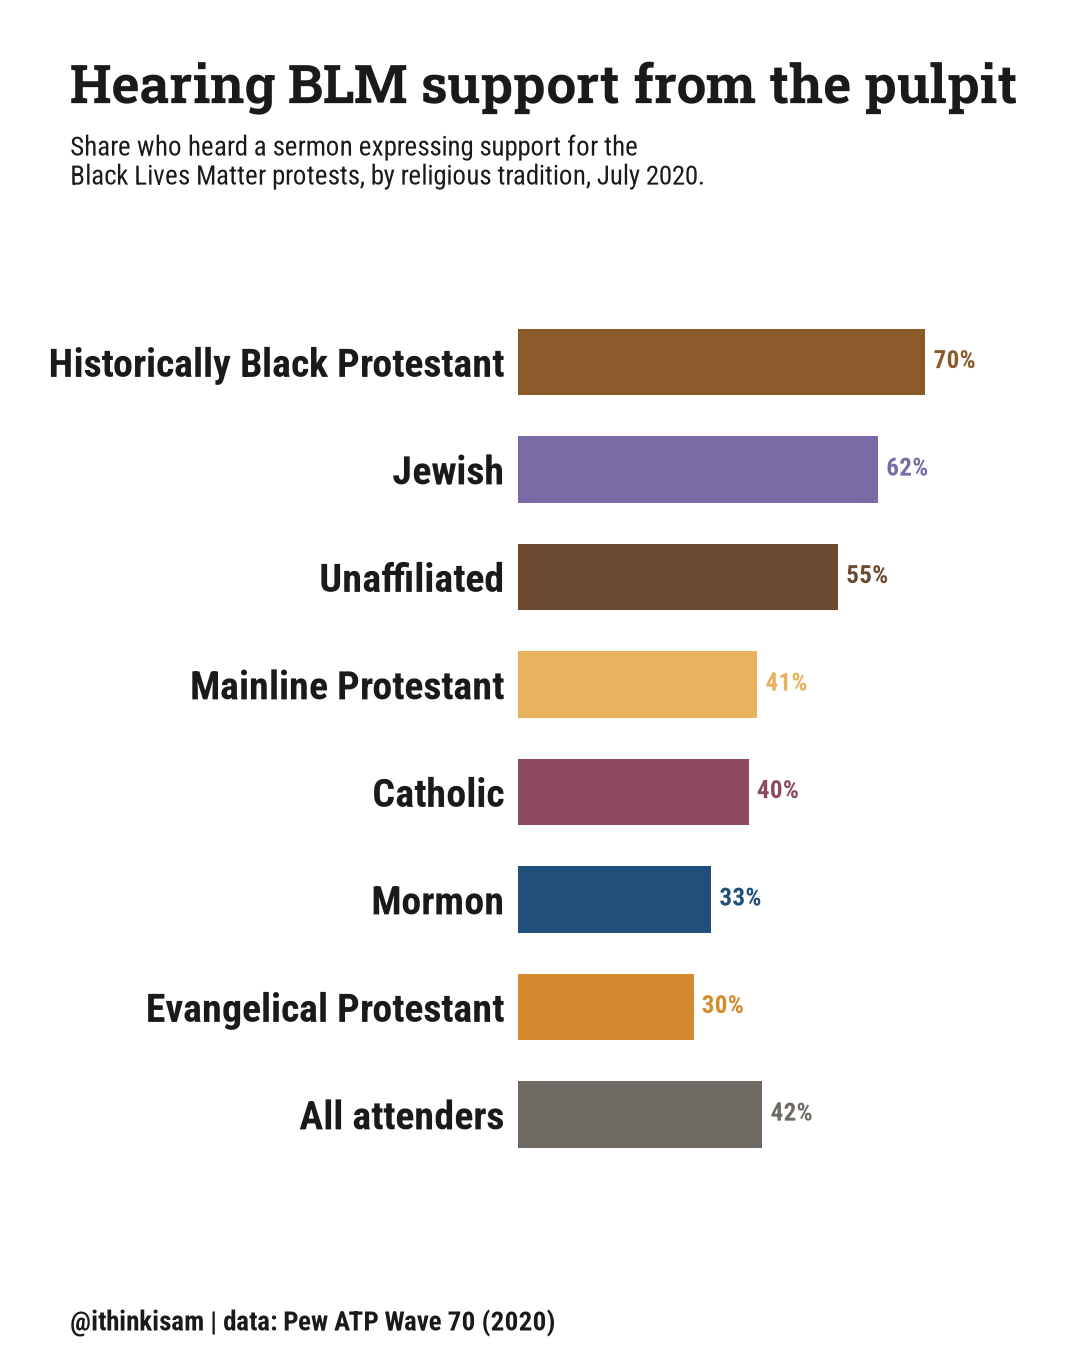 Hearing BLM support from the pulpit
Share who heard a sermon expressing support for the
Black Lives Matter protests, by religious tradition, July 2020.
Historically Black Protestant 70%
Jewish 62%
Unaffiliated 55%
Mainline Protestant 41%
Catholic 40%
Mormon 33%
Evangelical Protestant 30%
All attenders 42%
@ithinkisam | data: Pew ATP Wave 70 (2020)